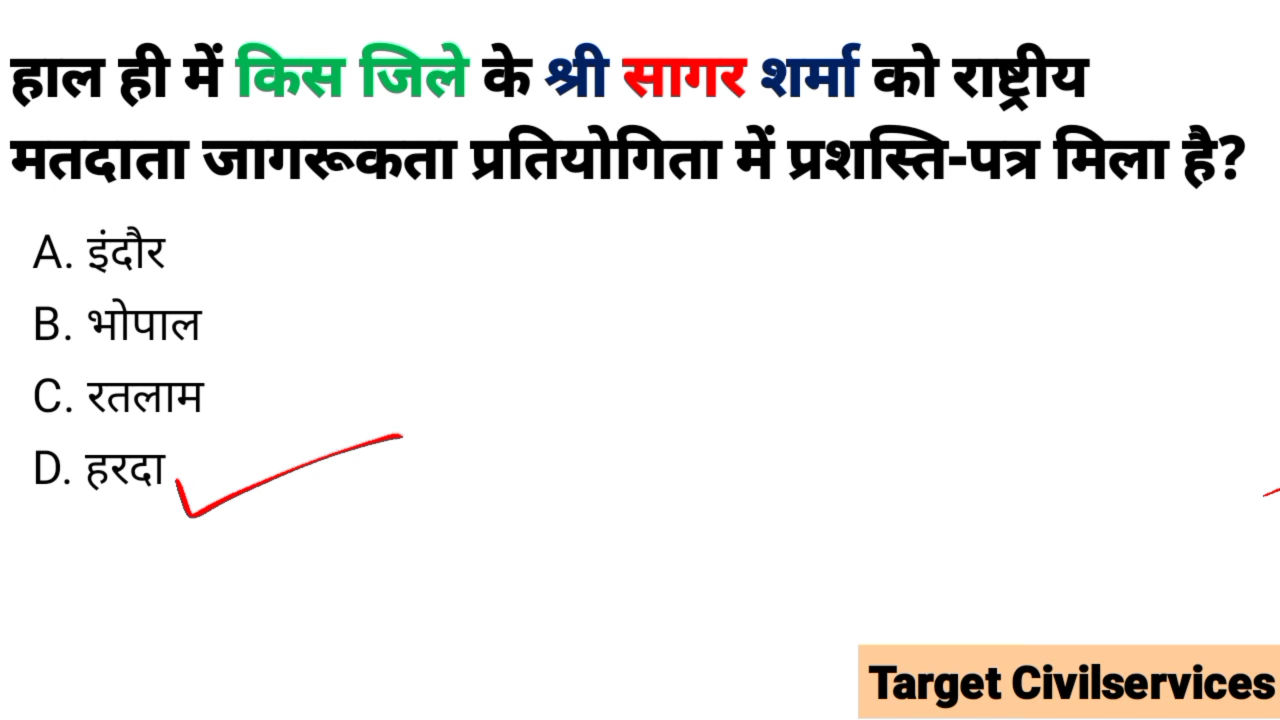 हाल ही में किस जिले के श्री सागर शर्मा को राष्ट्रीय
मतदाता जागरूकता प्रतियोगिता में प्रशस्ति-पत्र मिला है?
A. इंदौर
B. भोपाल
C. रतलाम
D. हरदा
Target Civilservices